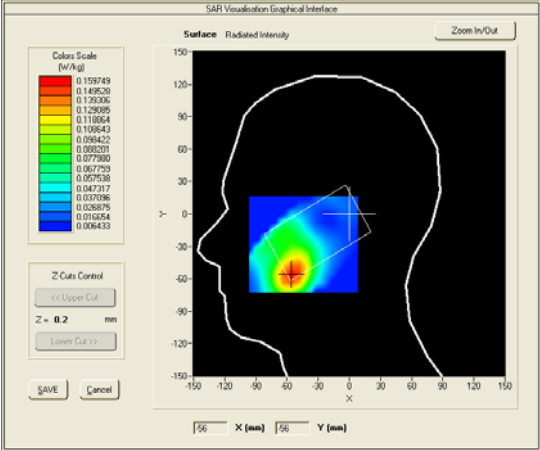 SAR Visualisation Graphical Interface
Surface Radiated Intensity
Zoom In/Out
Colors Scale
(W/kg)
0.159749
0.149528
0.139306
0.129085
0.118864
0.108643
0.098422
0.088201
0.077980
0.067759
0.057538
0.047317
0.037096
0.026875
0.016654
0.006433
Z-Cuts Control
<< Upper Cut
Z = 0.2 mm
Lower Cut >>
SAVE Cancel
Y
150
120
90
60
30
0
-30
-60
-90
-120
-150
-150 -120 -90 -60 -30 0 30 60 90 120 150
X
-56 X (mm) -56 Y (mm)